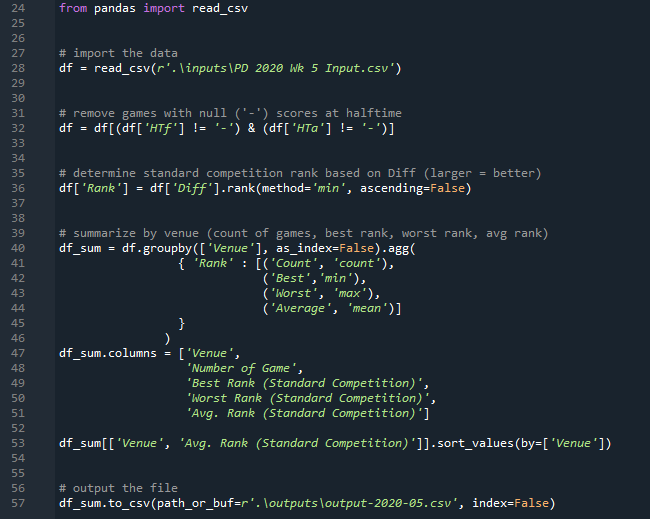 24 from pandas import read_csv
25
26
27 # import the data
28 df = read_csv(r'.\inputs\PD 2020 Wk 5 Input.csv')
29
30
31 # remove games with null ('-') scores at halftime
32 df = df[(df['HTf'] != '-') & (df['HTa'] != '-')]
33
34
35 # determine standard competition rank based on Diff (larger = better)
36 df['Rank'] = df['Diff'].rank(method='min', ascending=False)
37
38
39 # summarize by venue (count of games, best rank, worst rank, avg rank)
40 df_sum = df.groupby(['Venue'], as_index=False).agg(
41 { 'Rank' : [('Count', 'count'),
42 ('Best','min'),
43 ('Worst', 'max'),
44 ('Average', 'mean')]
45 }
46 )
47 df_sum.columns = ['Venue',
48 'Number of Game',
49 'Best Rank (Standard Competition)',
50 'Worst Rank (Standard Competition)',
51 'Avg. Rank (Standard Competition)']
52
53 df_sum[['Venue', 'Avg. Rank (Standard Competition)']].sort_values(by=['Venue'])
54
55
56 # output the file
57 df_sum.to_csv(path_or_buf=r'.\outputs\output-2020-05.csv', index=False)